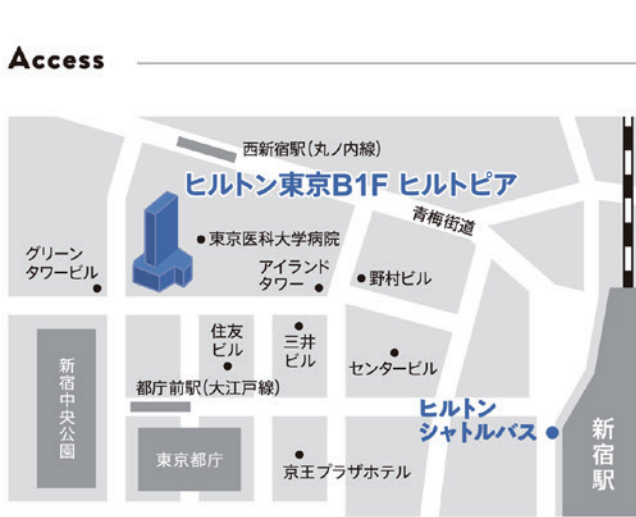 Access
西新宿駅(丸ノ内線)
ヒルトン東京B1F ヒルトピア
青梅街道
東京医科大学病院
グリーン
タワービル
アイランド
タワー
野村ビル
住友
ビル
三井
ビル
センタービル
新宿中央公園
都庁前駅(大江戸線)
ヒルトン
シャトルバス
新宿駅
東京都庁
京王プラザホテル